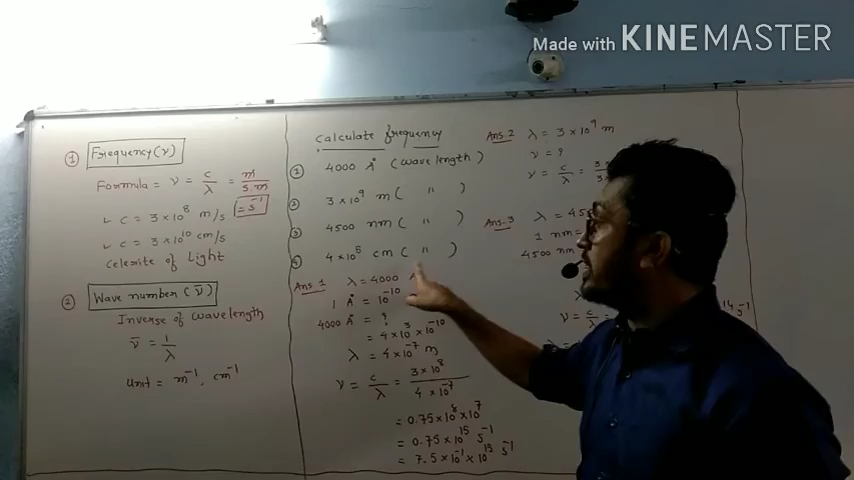 Made with KINEMASTER
① Frequency(ν)
Formula = ν = c/λ = m/s.m
= s⁻¹
c = 3×10⁸ m/s
c = 3×10¹⁰ cm/s
Celerite of Light
② Wave number (ν̄)
Inverse of wavelength
ν̄ = 1/λ
Unit = m⁻¹, cm⁻¹
Calculate frequency
① 4000 A° (wave length)
② 3×10⁹ m ( " )
③ 4500 nm ( " )
④ 4×10⁸ cm ( " )
Ans.1 λ = 4000
1 A° = 10⁻¹⁰
4000 A° = ?
= 4×10³×10⁻¹⁰
λ = 4×10⁻⁷ m
ν = c/λ = 3×10⁸/4×10⁻⁷
= 0.75×10⁸×10⁷
= 0.75×10¹⁵ s⁻¹
= 7.5×10⁻¹×10¹⁵ s⁻¹
Ans.2 λ = 3×10⁹ m
ν = ?
ν = c/λ =
Ans.3 λ =
1 nm =
4500 nm